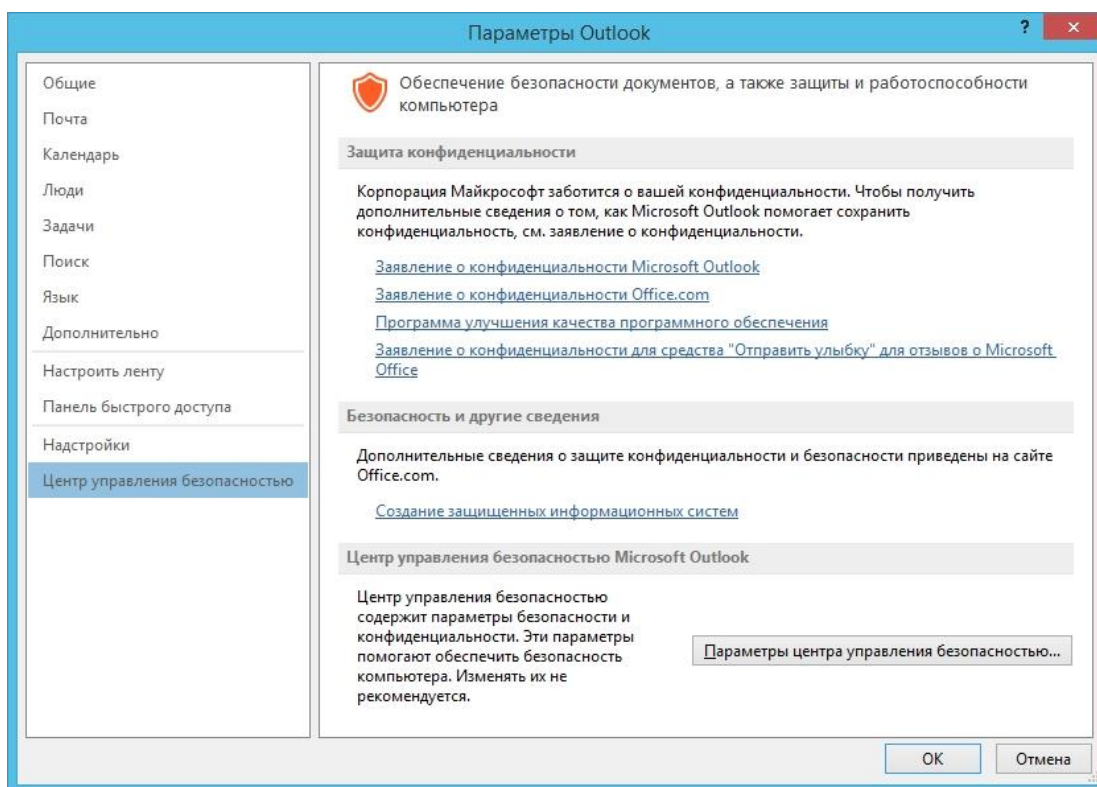 Параметры Outlook
?
Общие
Почта
Календарь
Люди
Задачи
Поиск
Язык
Дополнительно
Настроить ленту
Панель быстрого доступа
Надстройки
Центр управления безопасностью
Обеспечение безопасности документов, а также защиты и работоспособности
компьютера
Защита конфиденциальности
Корпорация Майкрософт заботится о вашей конфиденциальности. Чтобы получить
дополнительные сведения о том, как Microsoft Outlook помогает сохранить
конфиденциальность, см. заявление о конфиденциальности.
Заявление о конфиденциальности Microsoft Outlook
Заявление о конфиденциальности Office.com
Программа улучшения качества программного обеспечения
Заявление о конфиденциальности для средства "Отправить улыбку" для отзывов о Microsoft
Office
Безопасность и другие сведения
Дополнительные сведения о защите конфиденциальности и безопасности приведены на сайте
Office.com.
Создание защищенных информационных систем
Центр управления безопасностью Microsoft Outlook
Центр управления безопасностью
содержит параметры безопасности и
конфиденциальности. Эти параметры
помогают обеспечить безопасность
компьютера. Изменять их не
рекомендуется.
Параметры центра управления безопасностью...
ОК
Отмена